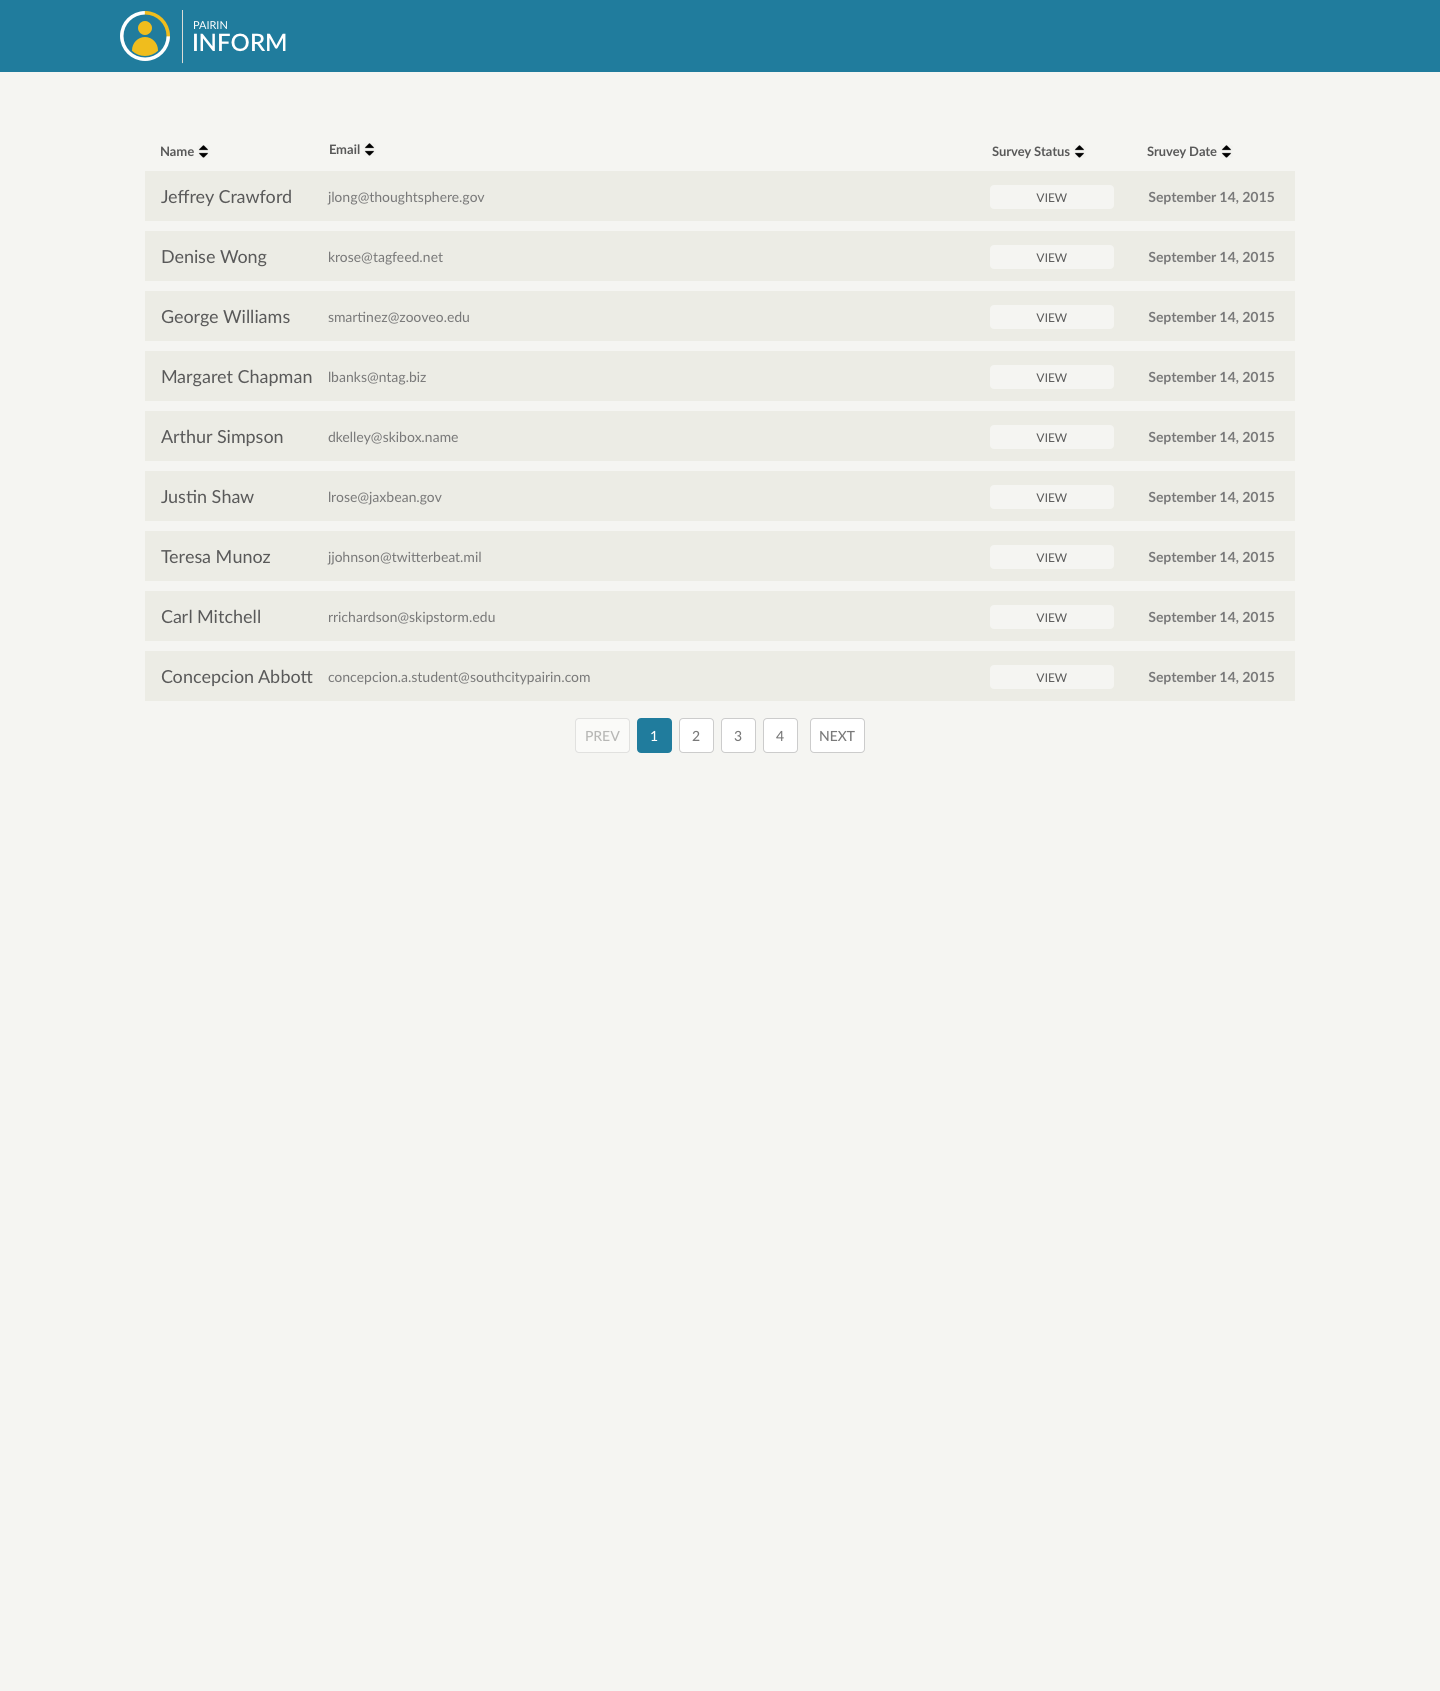 PAIRIN
INFORM
Name Email Survey Status Sruvey Date
Jeffrey Crawford jlong@thoughtsphere.gov VIEW September 14, 2015
Denise Wong krose@tagfeed.net VIEW September 14, 2015
George Williams smartinez@zooveo.edu VIEW September 14, 2015
Margaret Chapman lbanks@ntag.biz VIEW September 14, 2015
Arthur Simpson dkelley@skibox.name VIEW September 14, 2015
Justin Shaw lrose@jaxbean.gov VIEW September 14, 2015
Teresa Munoz jjohnson@twitterbeat.mil VIEW September 14, 2015
Carl Mitchell rrichardson@skipstorm.edu VIEW September 14, 2015
Concepcion Abbott concepcion.a.student@southcitypairin.com VIEW September 14, 2015
PREV 1 2 3 4 NEXT